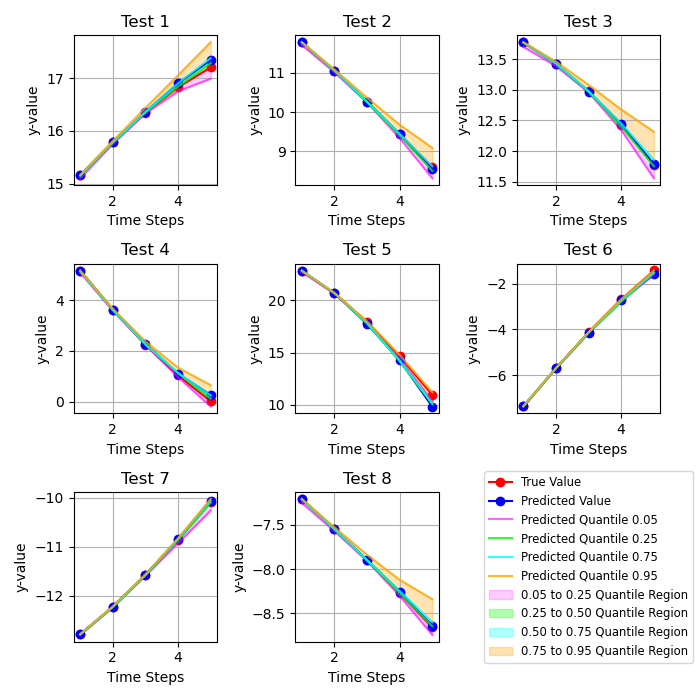 Test 1
y-value
17
16
15
2
4
Time Steps
Test 2
y-value
11
10
9
2
4
Time Steps
Test 3
y-value
13.5
13.0
12.5
12.0
11.5
2
4
Time Steps
Test 4
y-value
4
2
0
2
4
Time Steps
Test 5
y-value
20
15
10
2
4
Time Steps
Test 6
y-value
−2
−4
−6
2
4
Time Steps
Test 7
y-value
−10
−11
−12
2
4
Time Steps
Test 8
y-value
−7.5
−8.0
−8.5
2
4
Time Steps
True Value
Predicted Value
Predicted Quantile 0.05
Predicted Quantile 0.25
Predicted Quantile 0.75
Predicted Quantile 0.95
0.05 to 0.25 Quantile Region
0.25 to 0.50 Quantile Region
0.50 to 0.75 Quantile Region
0.75 to 0.95 Quantile Region